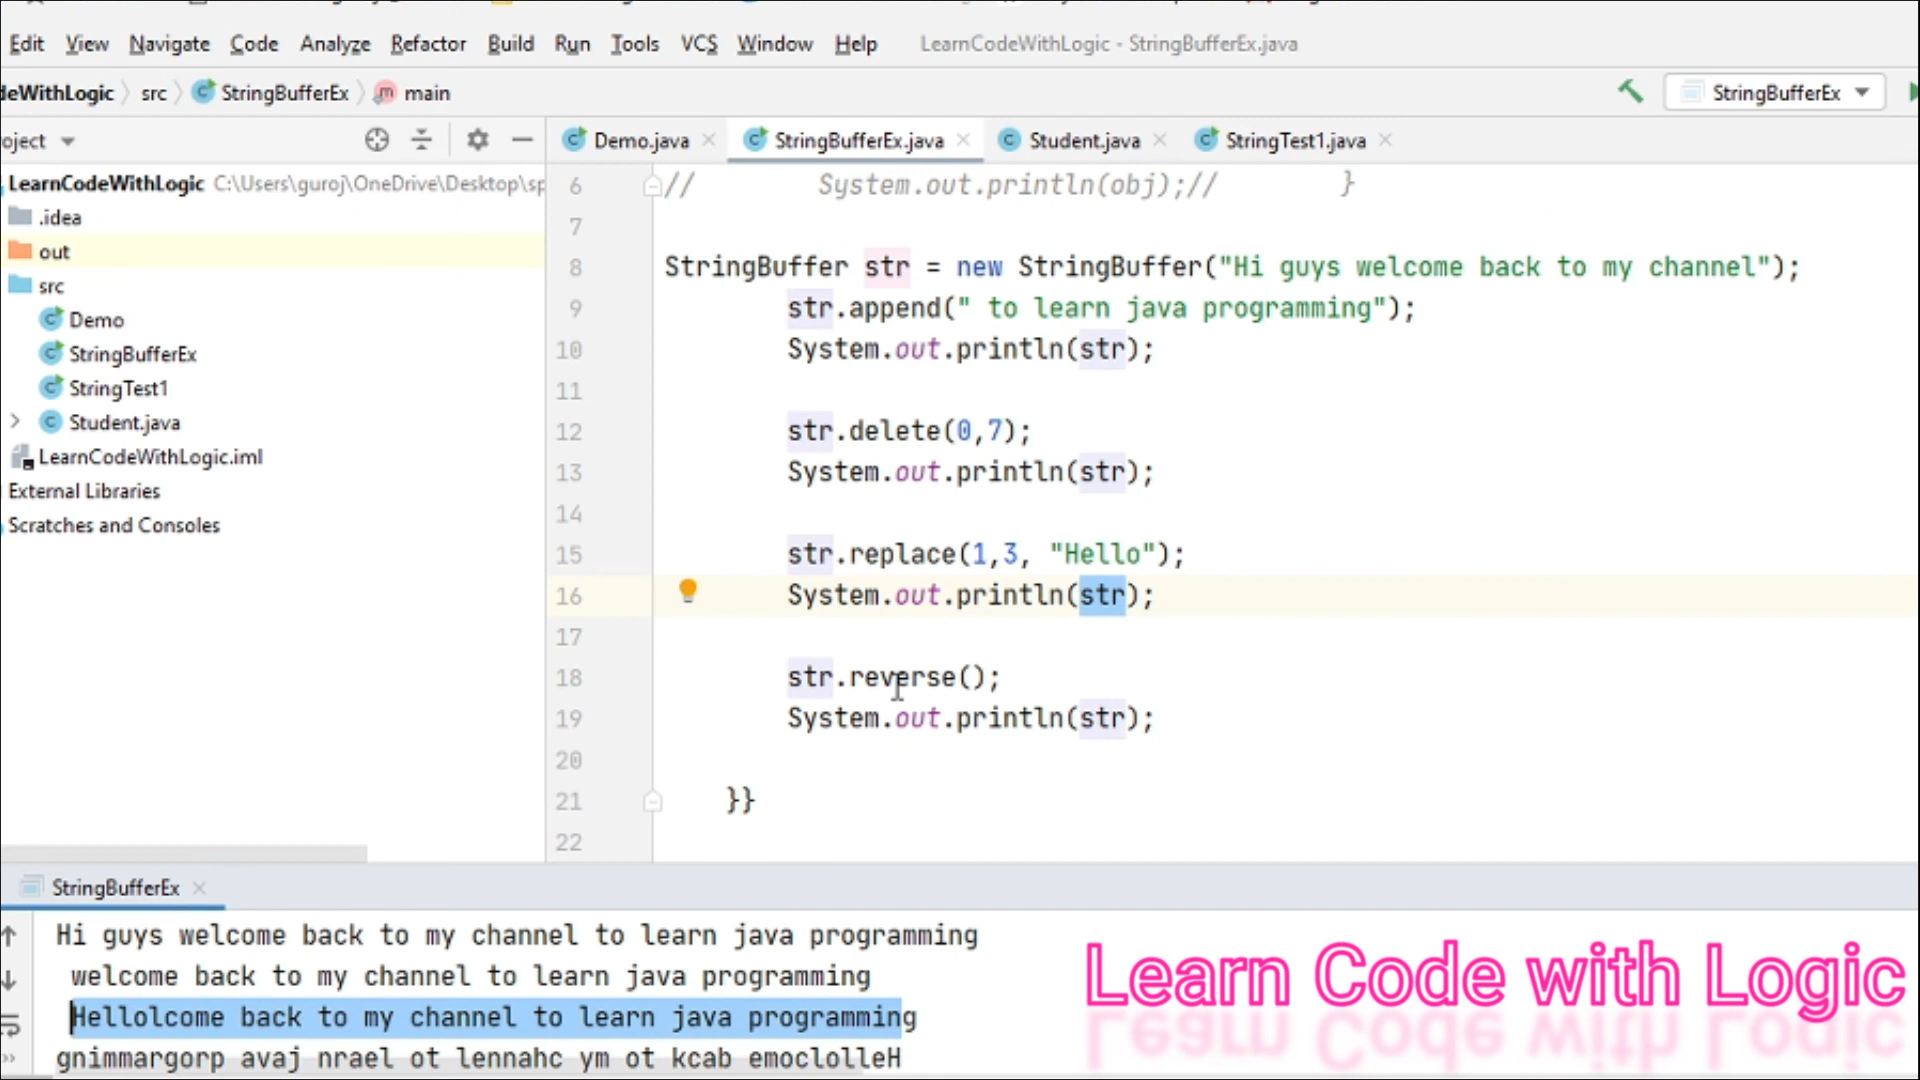 Edit View Navigate Code Analyze Refactor Build Run Tools VCS Window Help LearnCodeWithLogic - StringBufferEx.java
deWithLogic src StringBufferEx m main StringBufferEx
oject Demo.java StringBufferEx.java Student.java StringTest1.java
LearnCodeWithLogic C:\Users\guroj\OneDrive\Desktop\sp
.idea
out
src
Demo
StringBufferEx
StringTest1
Student.java
LearnCodeWithLogic.iml
External Libraries
Scratches and Consoles
6 // System.out.println(obj);// }
7
8 StringBuffer str = new StringBuffer("Hi guys welcome back to my channel");
9 str.append(" to learn java programming");
10 System.out.println(str);
11
12 str.delete(0,7);
13 System.out.println(str);
14
15 str.replace(1,3, "Hello");
16 System.out.println(str);
17
18 str.reverse();
19 System.out.println(str);
20
21 }}
22
StringBufferEx
Hi guys welcome back to my channel to learn java programming
welcome back to my channel to learn java programming
Hellolcome back to my channel to learn java programming
gnimmargorp avaj nrael ot lennahc ym ot kcab emoclolleH
Learn Code with Logic